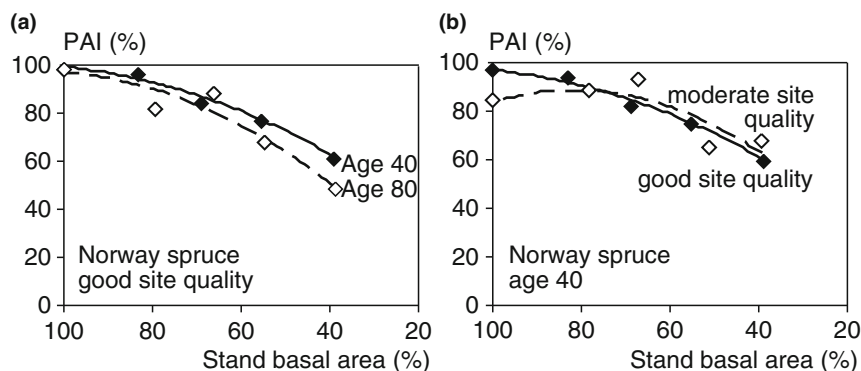 (a)
PAI (%)
100
80
60
40
20
0
Age 40
Age 80
Norway spruce
good site quality
100 80 60 40 20
Stand basal area (%)
(b)
PAI (%)
100
80
60
40
20
0
moderate site
quality
good site quality
Norway spruce
age 40
100 80 60 40 20
Stand basal area (%)